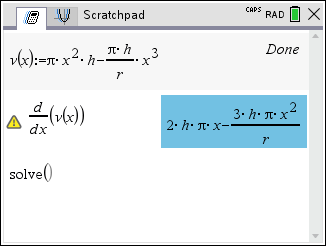 Scratchpad CAPS RAD
v(x):=π·x²·h−(π·h)/r·x³ Done
d/dx(v(x)) 2·h·π·x−(3·h·π·x²)/r
solve()